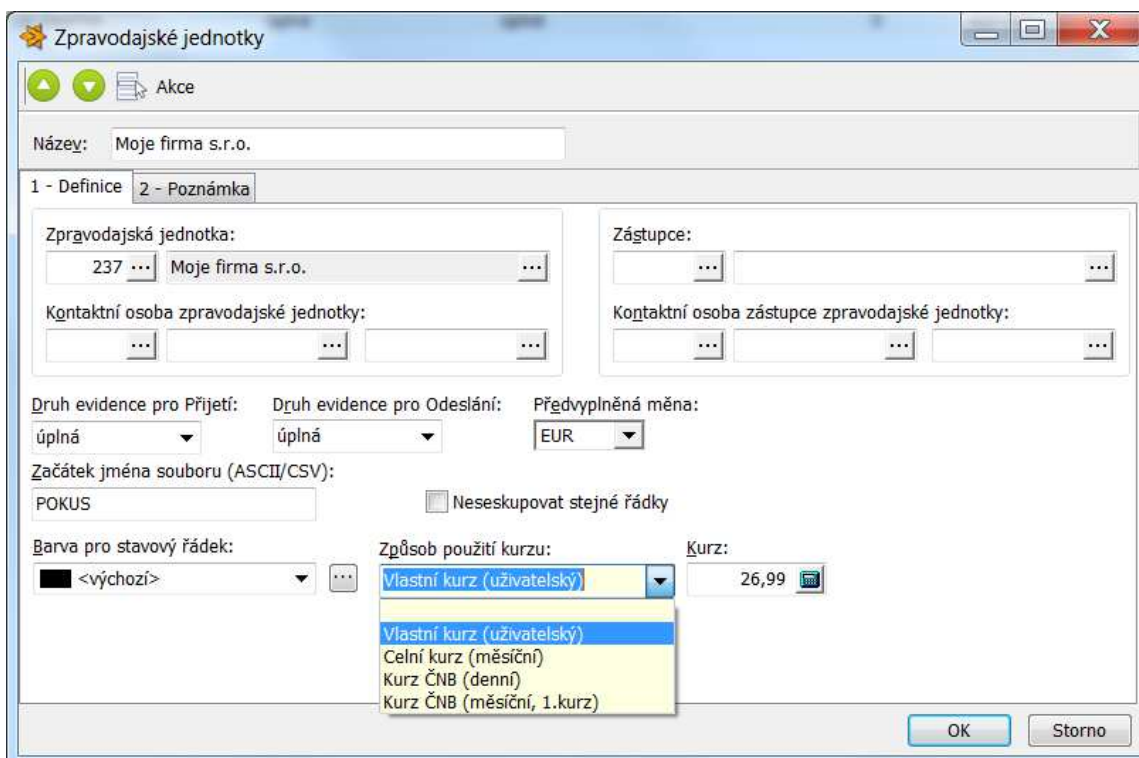 Zpravodajské jednotky
Akce
Název: Moje firma s.r.o.
1 - Definice 2 - Poznámka
Zpravodajská jednotka: Zástupce:
237 ... Moje firma s.r.o. ... ... ...
Kontaktní osoba zpravodajské jednotky: Kontaktní osoba zástupce zpravodajské jednotky:
... ... ... ... ... ...
Druh evidence pro Přijetí: Druh evidence pro Odeslání: Předvyplněná měna:
úplná úplná EUR
Začátek jména souboru (ASCII/CSV):
POKUS Neseskupovat stejné řádky
Barva pro stavový řádek: Způsob použití kurzu: Kurz:
<výchozí> ... Vlastní kurz (uživatelský) 26,99
Vlastní kurz (uživatelský)
Celní kurz (měsíční)
Kurz ČNB (denní)
Kurz ČNB (měsíční, 1.kurz)
OK Storno